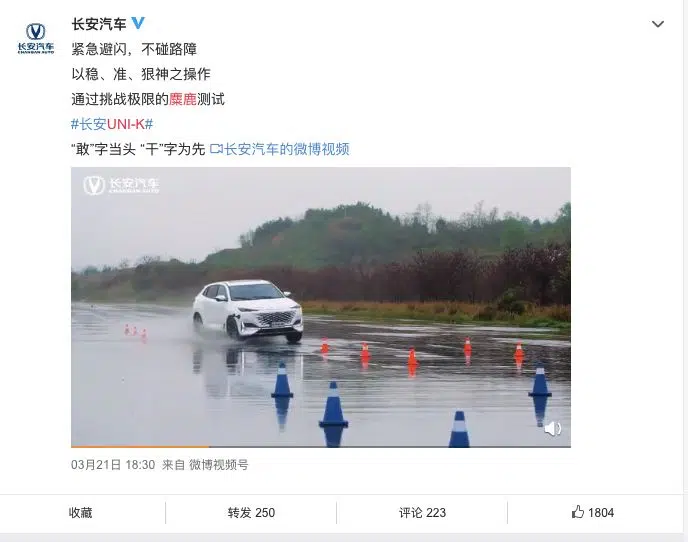 长安汽车
CHANGAN AUTO
长安汽车
紧急避闪，不碰路障
以稳、准、狠神之操作
通过挑战极限的麋鹿测试
#长安UNI-K#
“敢”字当头 “干”字为先 长安汽车的微博视频
长安汽车
CHANGAN AUTO
03月21日 18:30 来自 微博视频号
收藏
转发 250
评论 223
1804